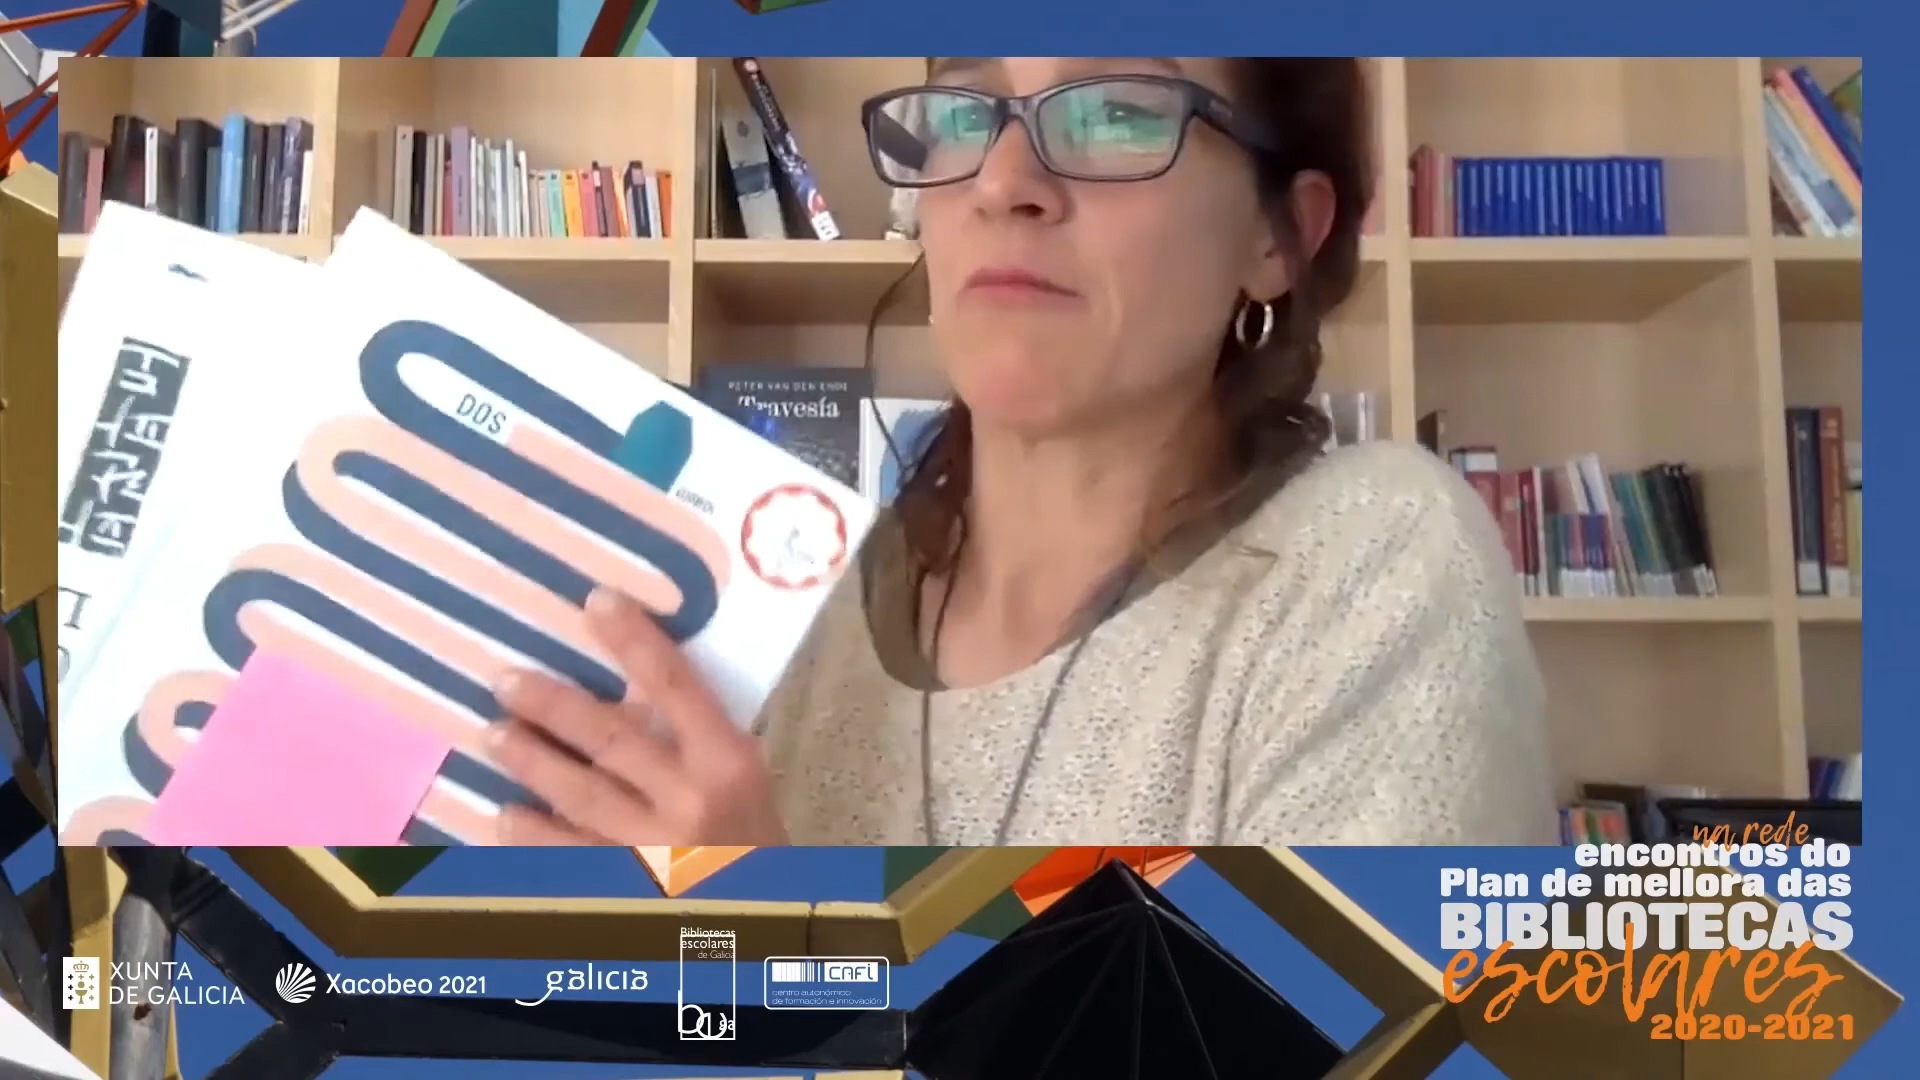 DOS
PETER VAN DEN ENDE
Travesía
na rede
encontros do
Plan de mellora das
BIBLIOTECAS
escolares
2020-2021
XUNTA
DE GALICIA
Xacobeo 2021
galicia
Bibliotecas
escolares
de Galicia
CAFi
centro autonómico
de formación e innovación